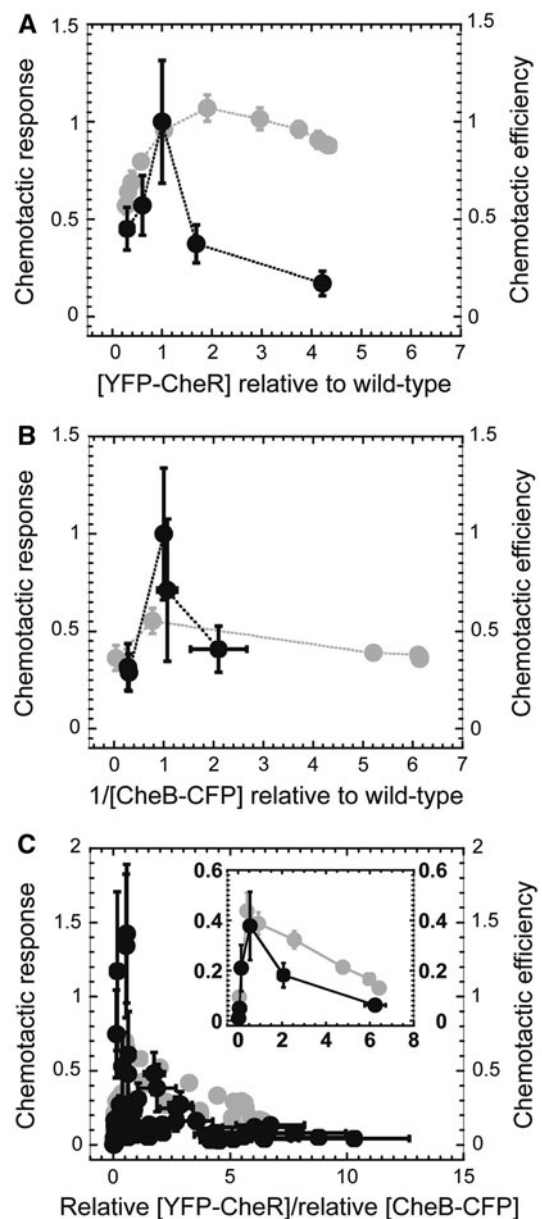 A
Chemotactic response
Chemotactic efficiency
1.5
1
0.5
0
1.5
1
0.5
0
0 1 2 3 4 5 6 7
[YFP-CheR] relative to wild-type
B
Chemotactic response
Chemotactic efficiency
1.5
1
0.5
0
1.5
1
0.5
0
0 1 2 3 4 5 6 7
1/[CheB-CFP] relative to wild-type
C
Chemotactic response
Chemotactic efficiency
2
1.5
1
0.5
0
2
1.5
1
0.5
0
0.6
0.4
0.2
0
0.6
0.4
0.2
0
0 2 4 6 8
0 5 10 15
Relative [YFP-CheR]/relative [CheB-CFP]